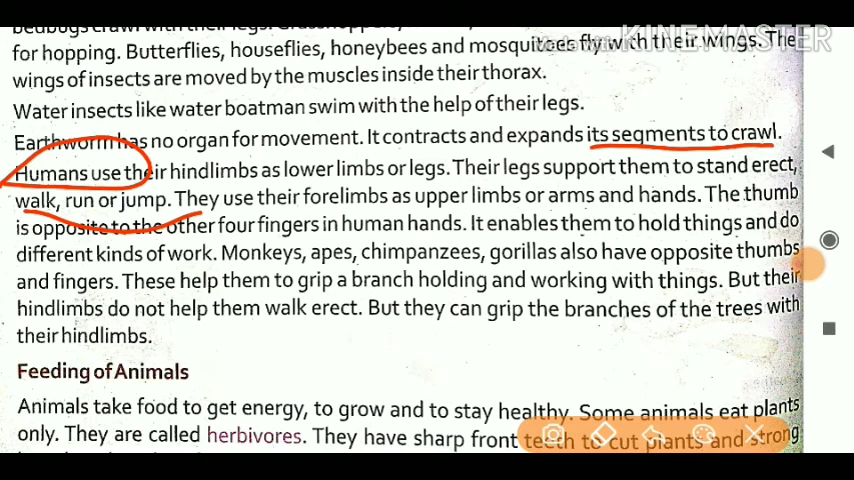 for hopping. Butterflies, houseflies, honeybees and mosquitoes fly with their wings. The
KINEMASTER
wings of insects are moved by the muscles inside their thorax.
Water insects like water boatman swim with the help of their legs.
Earthworm has no organ for movement. It contracts and expands its segments to crawl.
Humans use their hindlimbs as lower limbs or legs. Their legs support them to stand erect,
walk, run or jump. They use their forelimbs as upper limbs or arms and hands. The thumb
is opposite to the other four fingers in human hands. It enables them to hold things and do
different kinds of work. Monkeys, apes, chimpanzees, gorillas also have opposite thumbs
and fingers. These help them to grip a branch holding and working with things. But their
hindlimbs do not help them walk erect. But they can grip the branches of the trees with
their hindlimbs.
Feeding of Animals
Animals take food to get energy, to grow and to stay healthy. Some animals eat plants
only. They are called herbivores. They have sharp front teeth to cut plants and strong